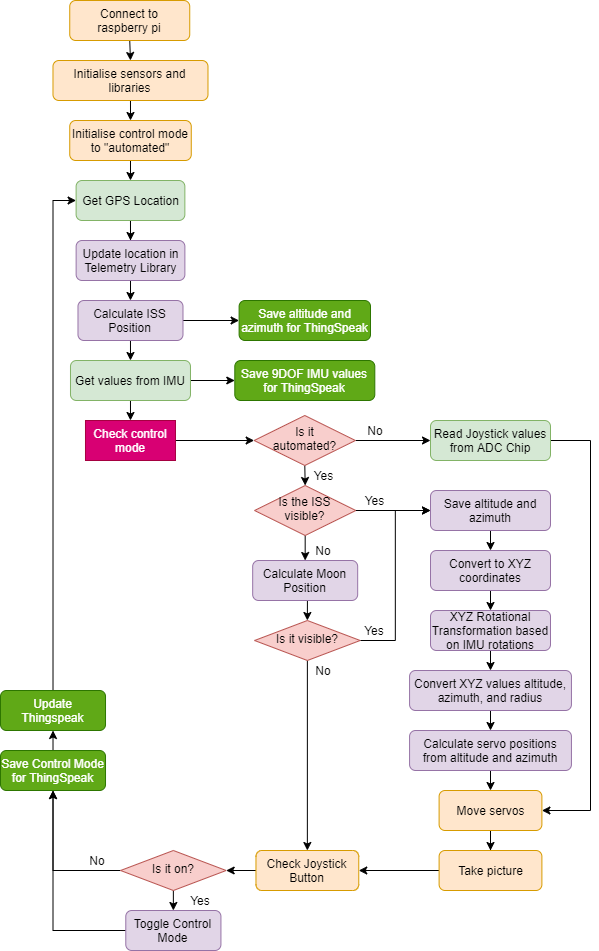 Connect to
raspberry pi
Initialise sensors and
libraries
Initialise control mode
to "automated"
Get GPS Location
Update location in
Telemetry Library
Calculate ISS
Position
Save altitude and
azimuth for ThingSpeak
Get values from IMU
Save 9DOF IMU values
for ThingSpeak
Check control
mode
Is it
automated?
No
Read Joystick values
from ADC Chip
Yes
Is the ISS
visible?
Yes
Save altitude and
azimuth
No
Calculate Moon
Position
Convert to XYZ
coordinates
Is it visible?
Yes
XYZ Rotational
Transformation based
on IMU rotations
No
Convert XYZ values altitude,
azimuth, and radius
Update
Thingspeak
Calculate servo positions
from altitude and azimuth
Save Control Mode
for ThingSpeak
Move servos
Take picture
Check Joystick
Button
Is it on?
No
Yes
Toggle Control
Mode